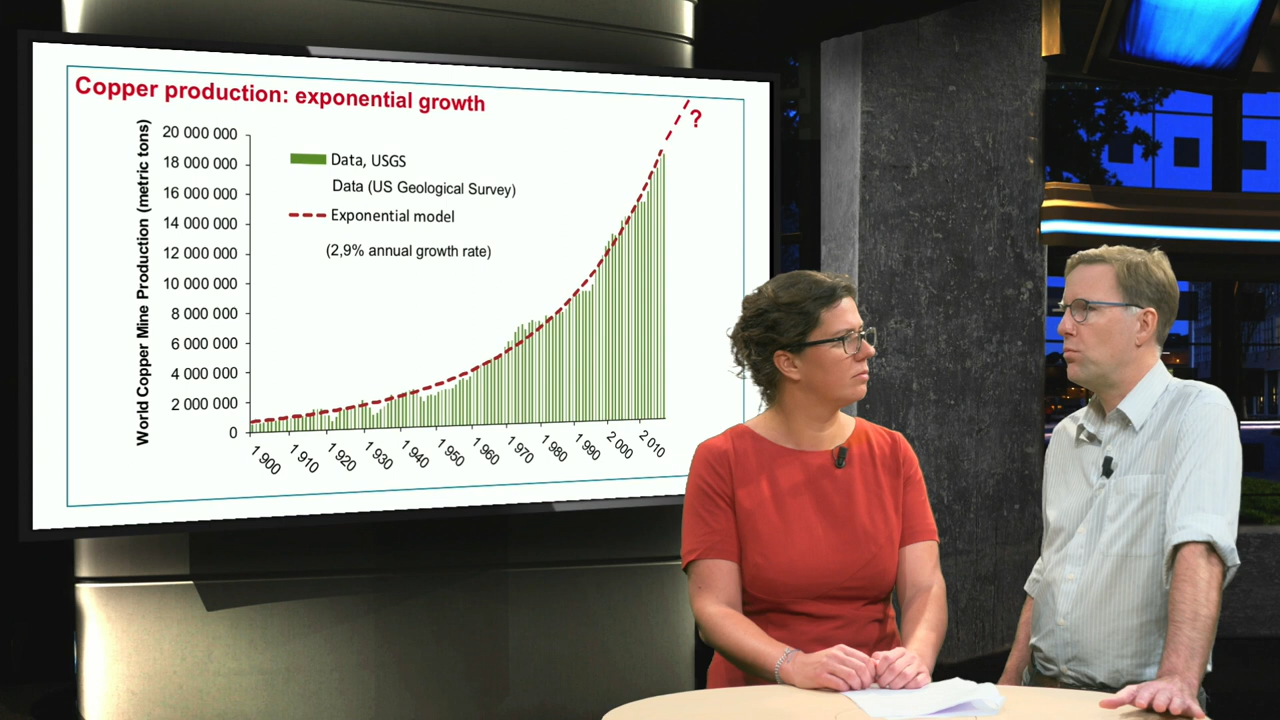 Copper production: exponential growth
?
World Copper Mine Production (metric tons)
20 000 000
18 000 000
16 000 000
14 000 000
12 000 000
10 000 000
8 000 000
6 000 000
4 000 000
2 000 000
0
Data, USGS
Data (US Geological Survey)
Exponential model
(2,9% annual growth rate)
1 900
1 910
1 920
1 930
1 940
1 950
1 960
1 970
1 980
1 990
2 000
2 010